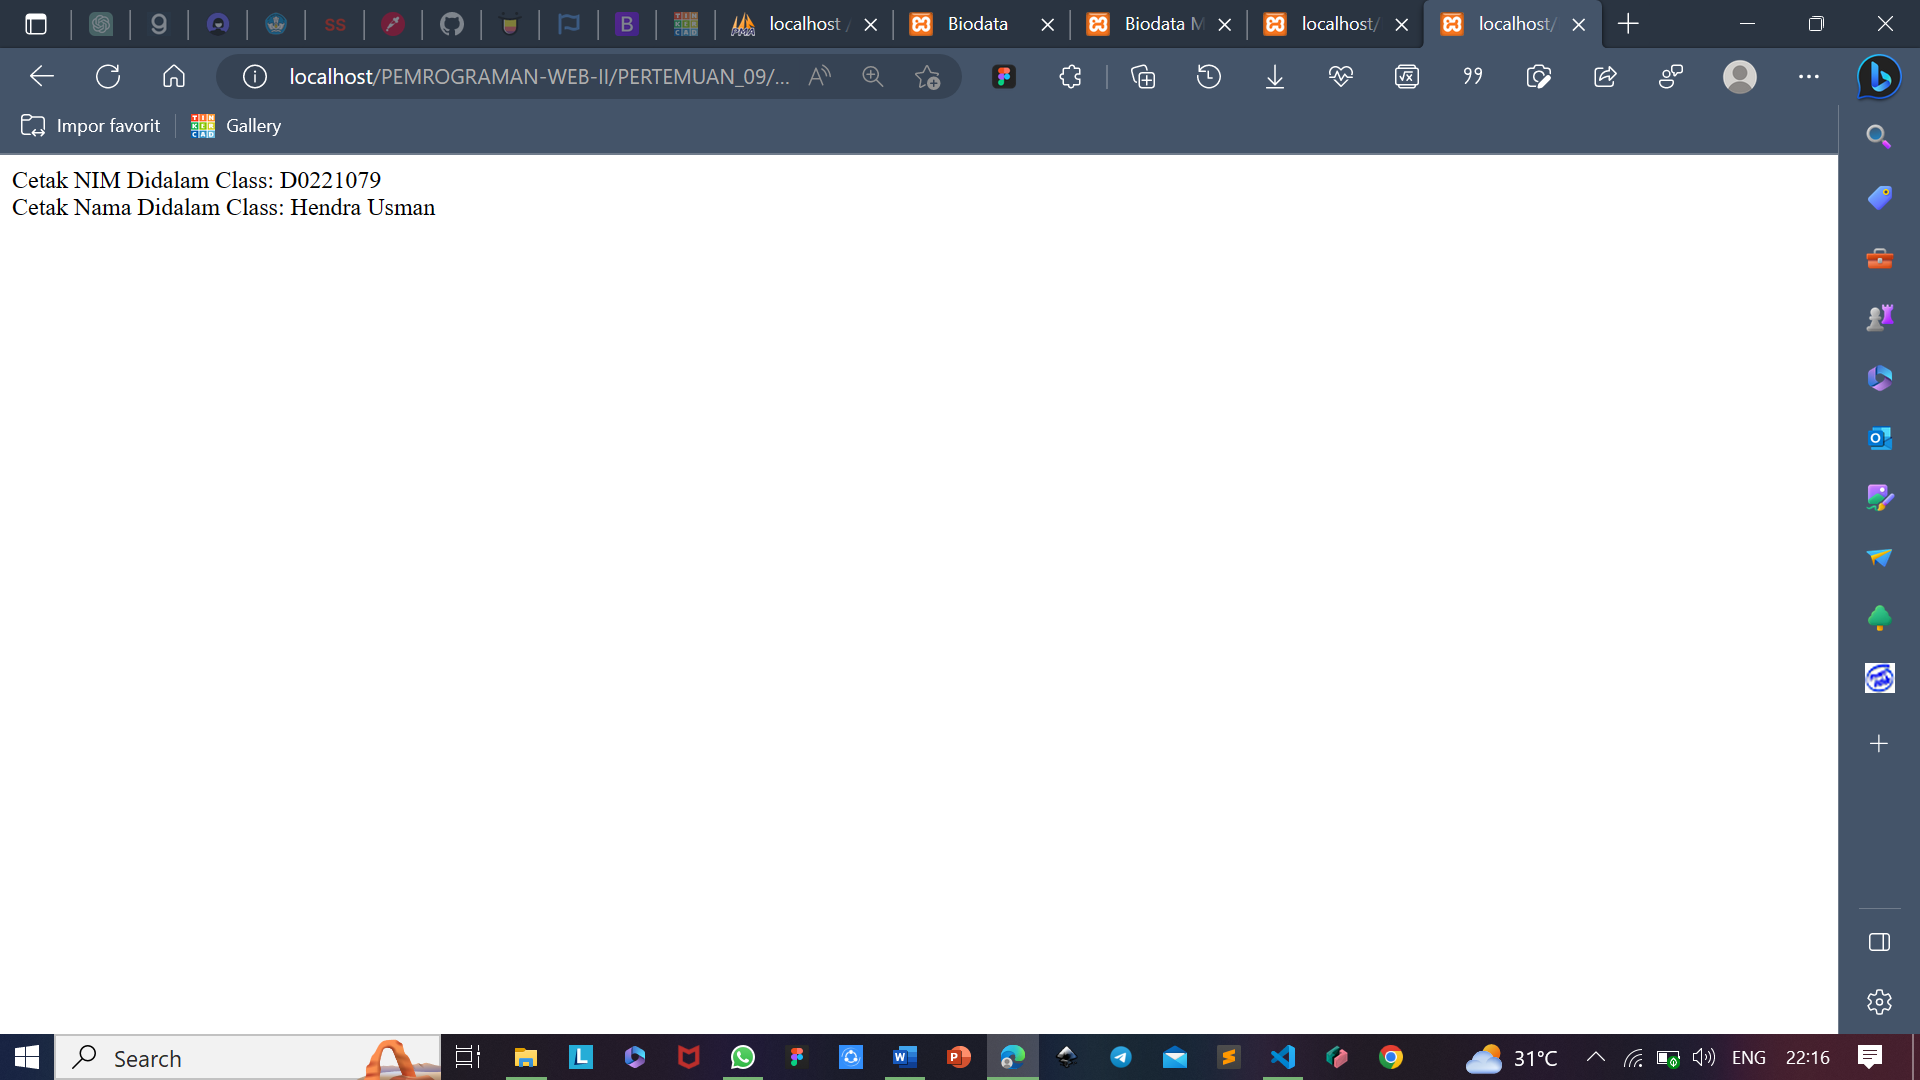 localhost /
Biodata
Biodata M
localhost/
localhost/
localhost/PEMROGRAMAN-WEB-II/PERTEMUAN_09/...
Impor favorit
Gallery
Cetak NIM Didalam Class: D0221079
Cetak Nama Didalam Class: Hendra Usman
Search
31°C
ENG
22:16